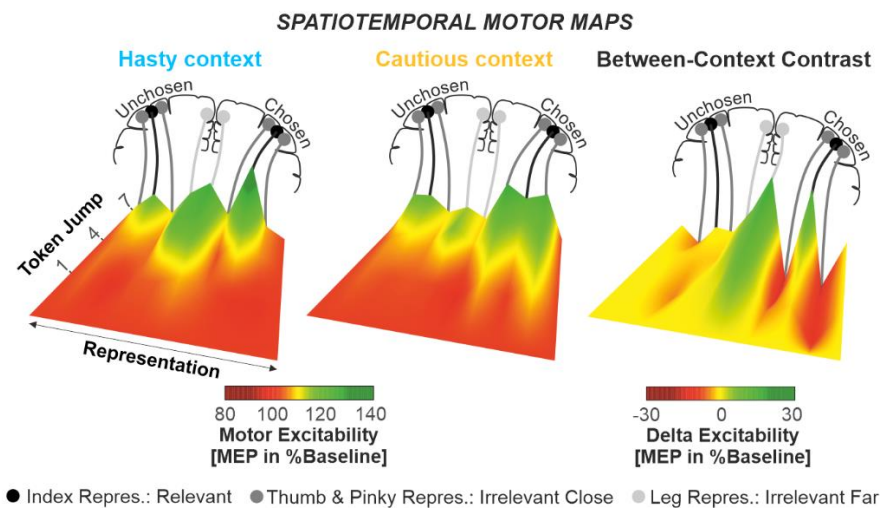 SPATIOTEMPORAL MOTOR MAPS
Hasty context
Cautious context
Between-Context Contrast
Unchosen
Chosen
Unchosen
Chosen
Unchosen
Chosen
Token Jump
1
4
7
Representation
80 100 120 140
Motor Excitability
[MEP in %Baseline]
-30 0 30
Delta Excitability
[MEP in %Baseline]
Index Repres.: Relevant Thumb & Pinky Repres.: Irrelevant Close Leg Repres.: Irrelevant Far